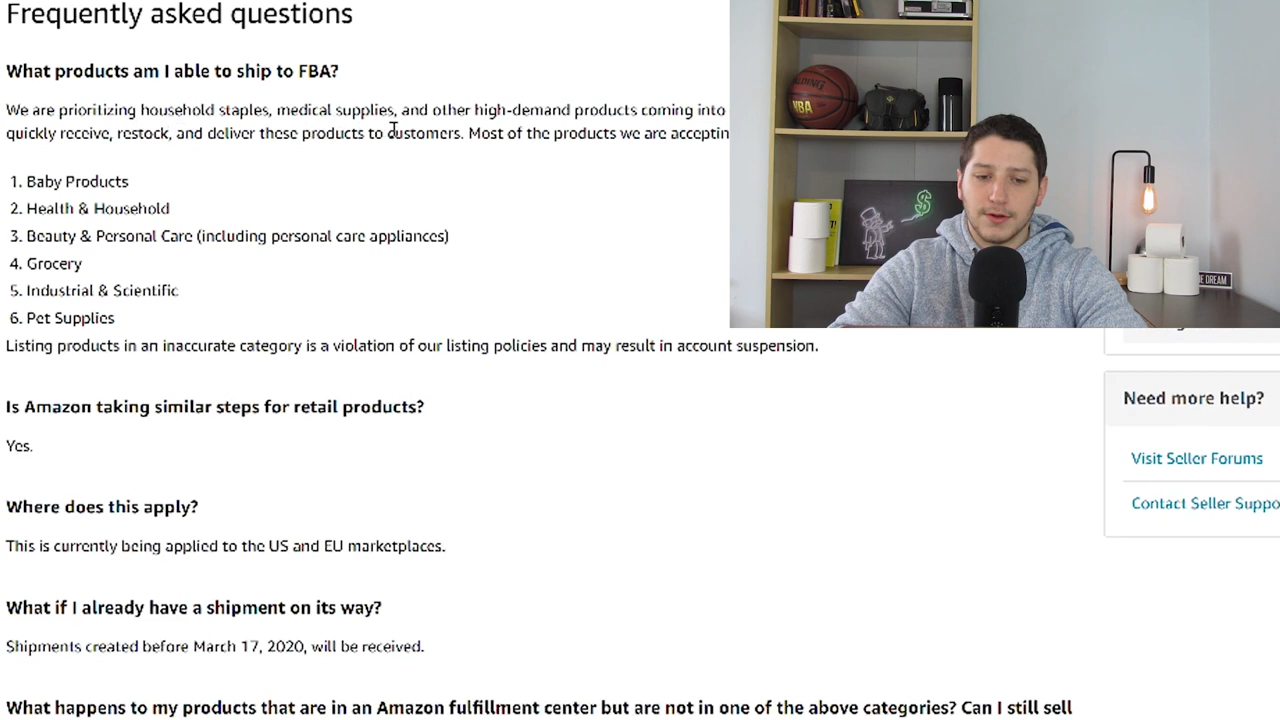 Frequently asked questions
What products am I able to ship to FBA?
We are prioritizing household staples, medical supplies, and other high-demand products coming into
quickly receive, restock, and deliver these products to customers. Most of the products we are acceptin
1. Baby Products
2. Health & Household
3. Beauty & Personal Care (including personal care appliances)
4. Grocery
5. Industrial & Scientific
6. Pet Supplies
Listing products in an inaccurate category is a violation of our listing policies and may result in account suspension.
Is Amazon taking similar steps for retail products?
Yes.
Where does this apply?
This is currently being applied to the US and EU marketplaces.
What if I already have a shipment on its way?
Shipments created before March 17, 2020, will be received.
What happens to my products that are in an Amazon fulfillment center but are not in one of the above categories? Can I still sell
SPALDING
NBA
$
DREAM
Need more help?
Visit Seller Forums
Contact Seller Suppo